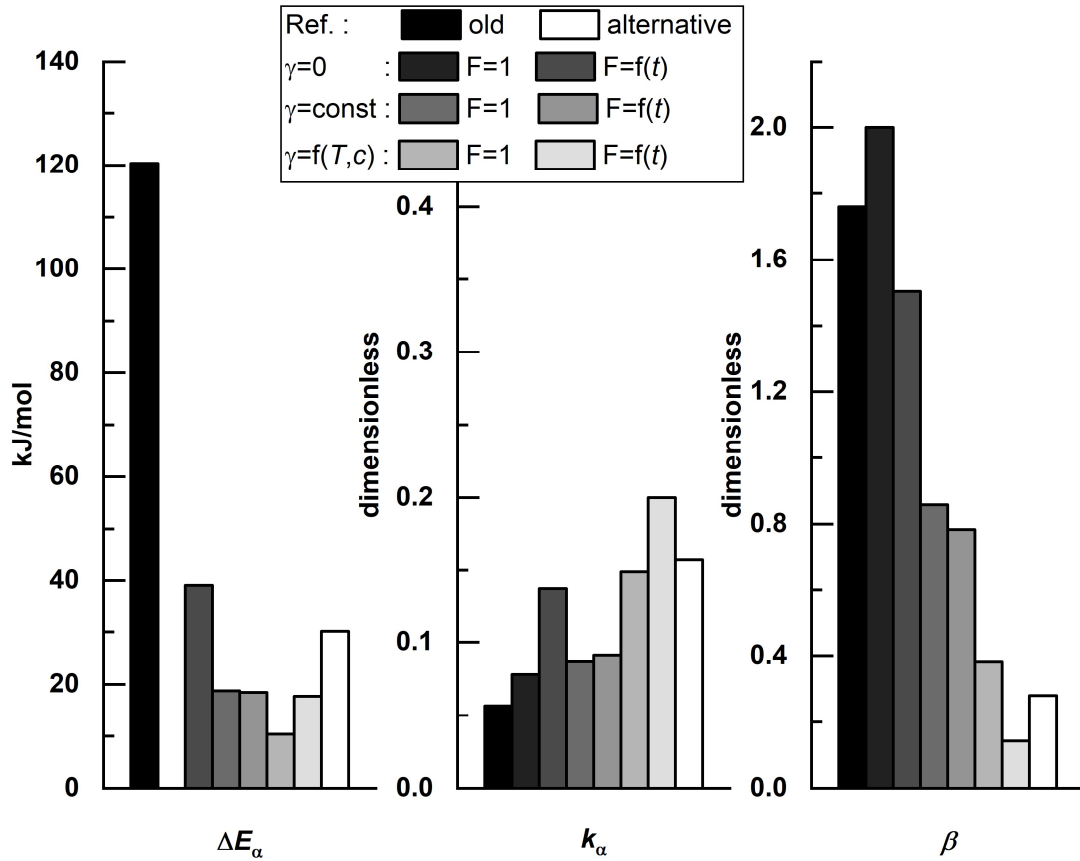 Ref. : old alternative
γ=0 : F=1 F=f(t)
γ=const : F=1 F=f(t)
γ=f(T,c) : F=1 F=f(t)
140
120
100
80
60
40
20
0
kJ/mol
ΔEα
0.4
0.3
0.2
0.1
0.0
dimensionless
kα
2.0
1.6
1.2
0.8
0.4
0.0
dimensionless
β